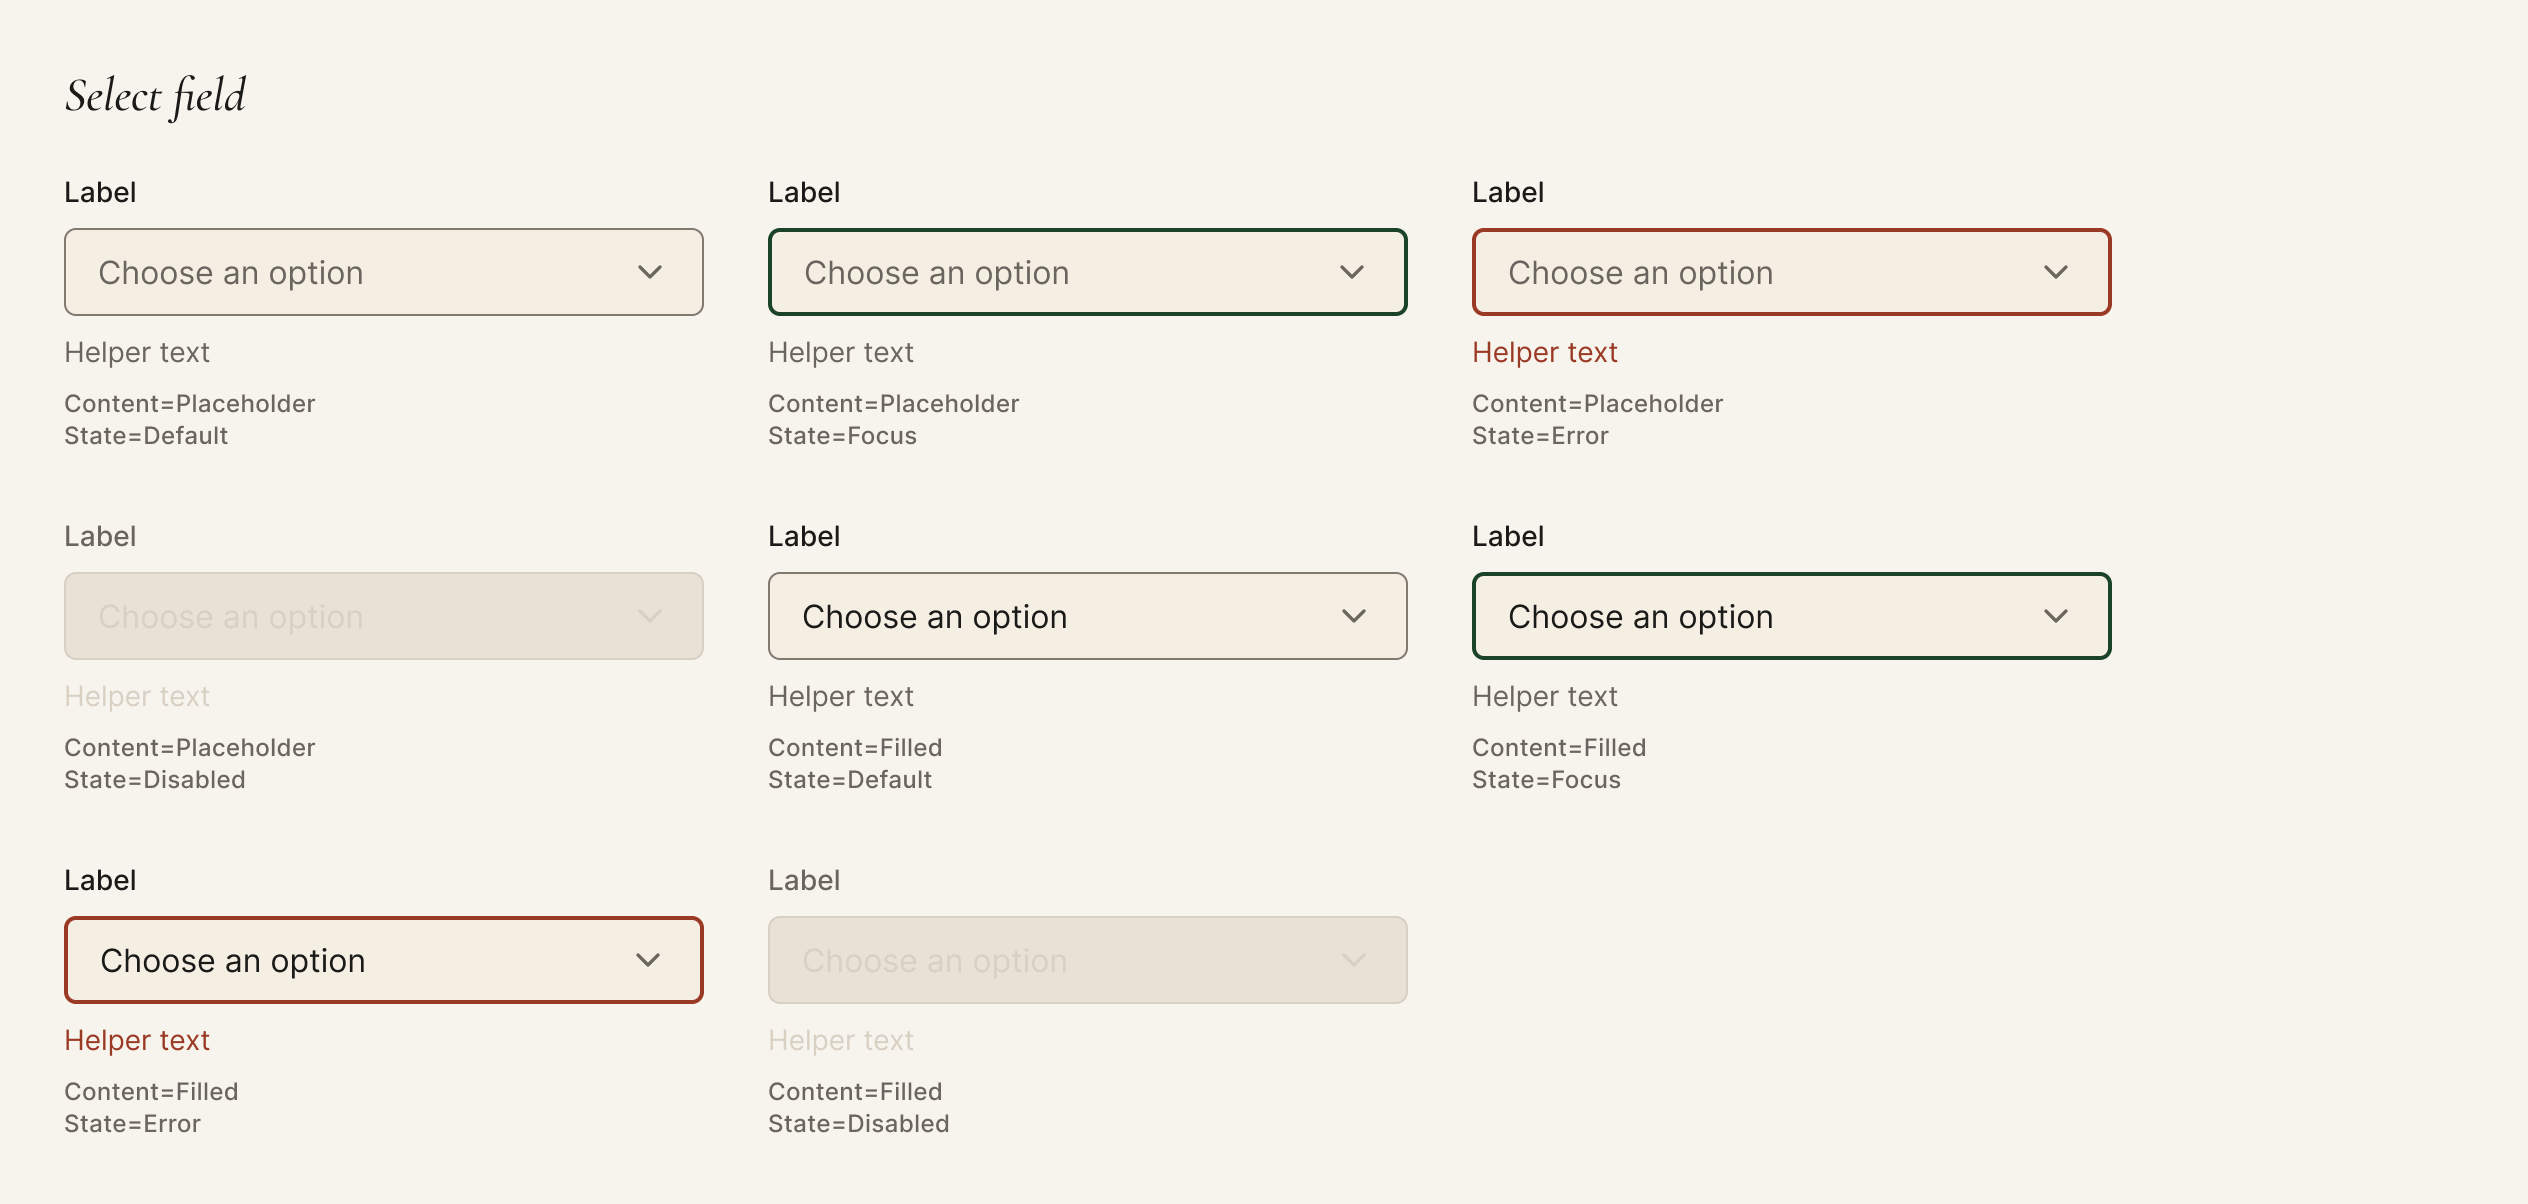 Select field
Label
Choose an option
Helper text
Content=Placeholder
State=Default
Label
Choose an option
Helper text
Content=Placeholder
State=Focus
Label
Choose an option
Helper text
Content=Placeholder
State=Error
Label
Choose an option
Helper text
Content=Placeholder
State=Disabled
Label
Choose an option
Helper text
Content=Filled
State=Default
Label
Choose an option
Helper text
Content=Filled
State=Focus
Label
Choose an option
Helper text
Content=Filled
State=Error
Label
Choose an option
Helper text
Content=Filled
State=Disabled